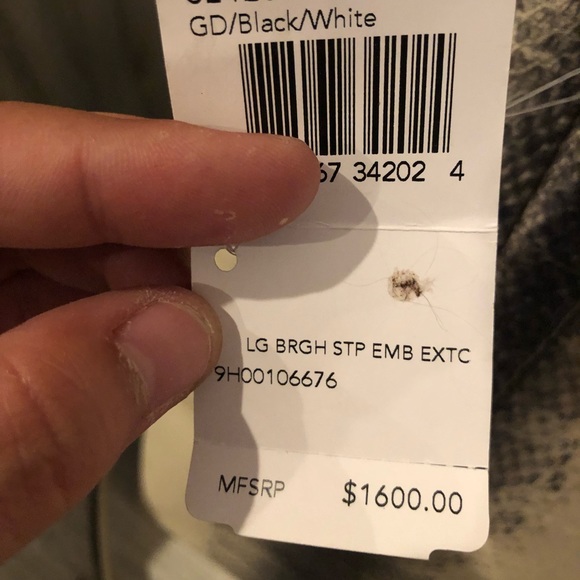 GD/Black/White
67 34202 4
LG BRGH STP EMB EXTC
9H00106676
MFSRP $1600.00